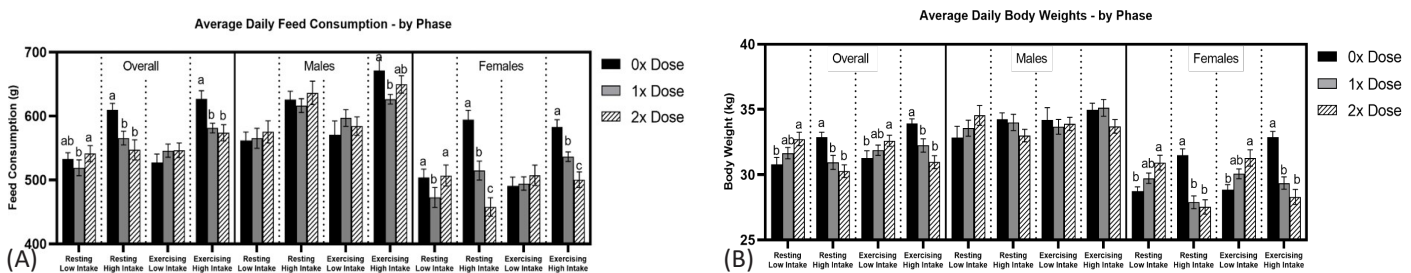 Average Daily Feed Consumption - by Phase
Feed Consumption (g)
700
600
500
400
Overall
Males
Females
ab b a
a b b
a b b
a b ab
a b a
a b c
a b c
Resting Low Intake
Resting High Intake
Exercising Low Intake
Exercising High Intake
Resting Low Intake
Resting High Intake
Exercising Low Intake
Exercising High Intake
Resting Low Intake
Resting High Intake
Exercising Low Intake
Exercising High Intake
0x Dose
1x Dose
2x Dose
(A)
Average Daily Body Weights - by Phase
Body Weight (kg)
40
35
30
25
Overall
Males
Females
b ab a
a b b
b ab a
a b b
b ab a
a b b
b ab a
a b b
Resting Low Intake
Resting High Intake
Exercising Low Intake
Exercising High Intake
Resting Low Intake
Resting High Intake
Exercising Low Intake
Exercising High Intake
Resting Low Intake
Resting High Intake
Exercising Low Intake
Exercising High Intake
0x Dose
1x Dose
2x Dose
(B)